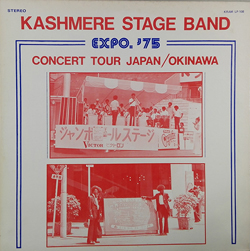 STEREO
KASHMERE STAGE BAND
EXPO. '75
CONCERT TOUR JAPAN/OKINAWA
ジャンボ
ールステージ
VICTOR